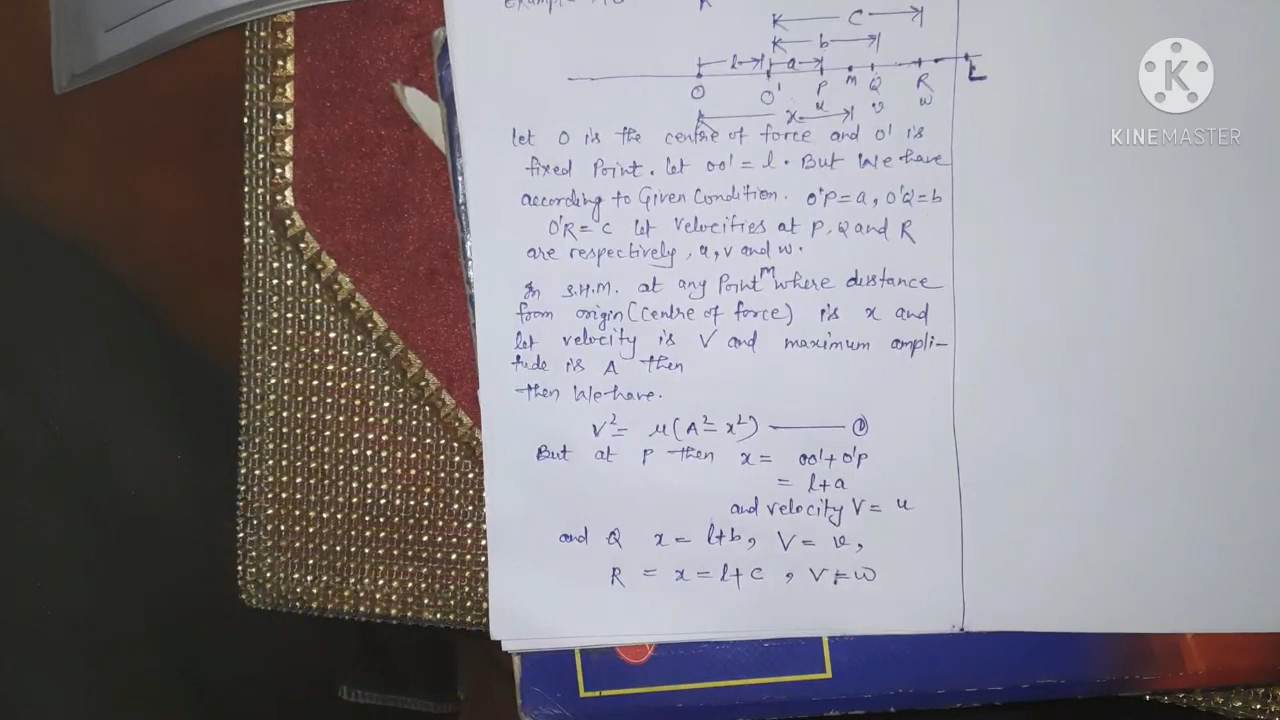 Example
K C
K b
l a
O O' P M Q R L
u v w
x
let O is the centre of force and O' is
fixed Point. let OO' = l. But We have
according to Given Condition. O'P=a, O'Q=b
O'R=c let velocities at P, Q and R
are respectively, u, v and w.
In S.H.M. at any Point M where distance
from origin (centre of force) is x and
let velocity is V and maximum ampli-
tude is A then
then We have.
V²= μ(A²-x²) ——— ①
But at P then x= OO'+O'P
= l+a
and velocity V= u
and Q x= l+b, V= v,
R = x=l+c, V=w
K
KINEMASTER